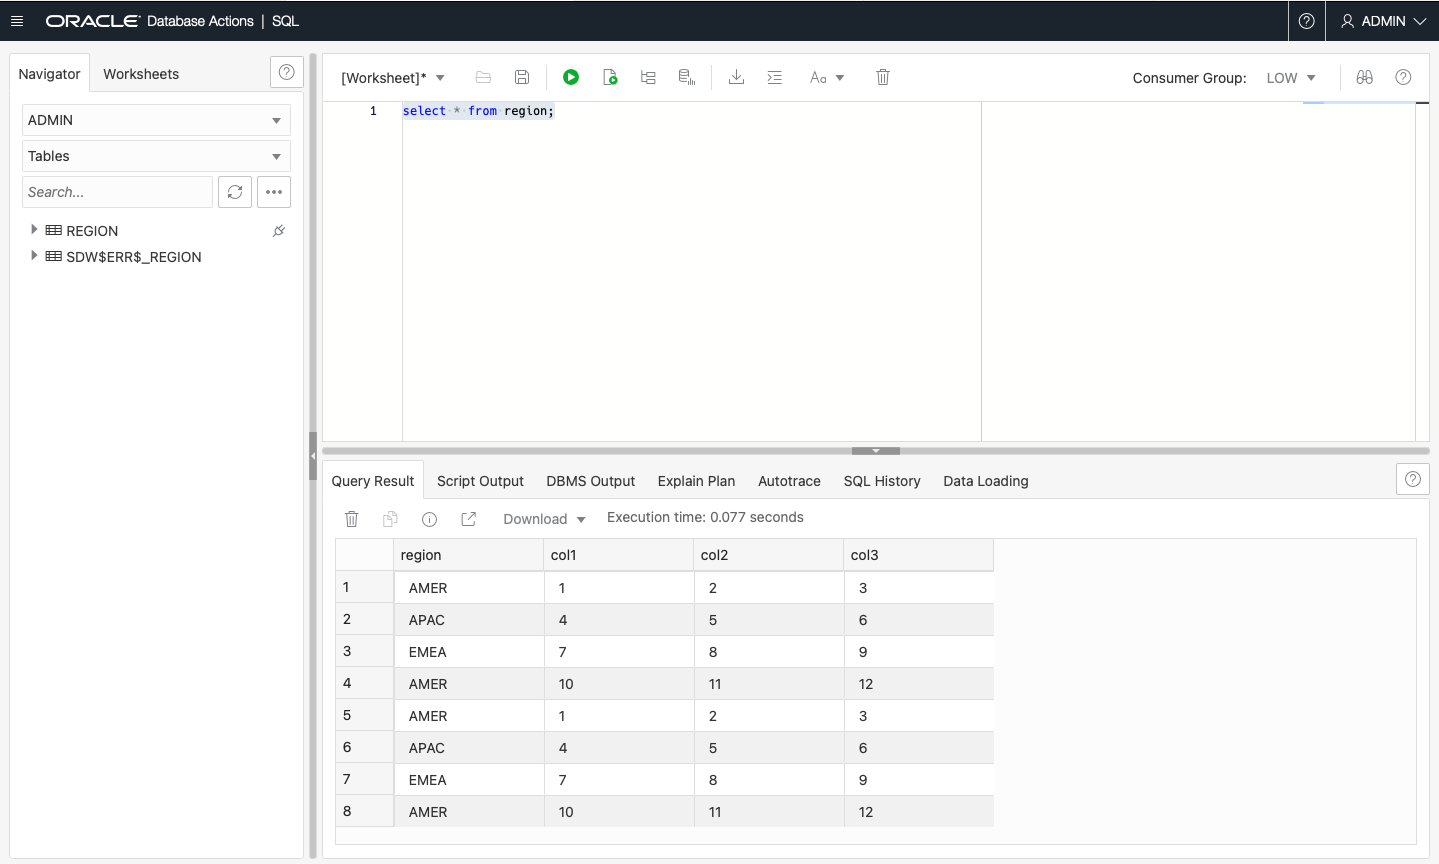 ORACLE Database Actions | SQL
ADMIN
Navigator Worksheets
ADMIN
Tables
Search...
REGION
SDW$ERR$_REGION
[Worksheet]* Aa Consumer Group: LOW
1 select * from region;
Query Result Script Output DBMS Output Explain Plan Autotrace SQL History Data Loading
Download Execution time: 0.077 seconds
region col1 col2 col3
1 AMER 1 2 3
2 APAC 4 5 6
3 EMEA 7 8 9
4 AMER 10 11 12
5 AMER 1 2 3
6 APAC 4 5 6
7 EMEA 7 8 9
8 AMER 10 11 12